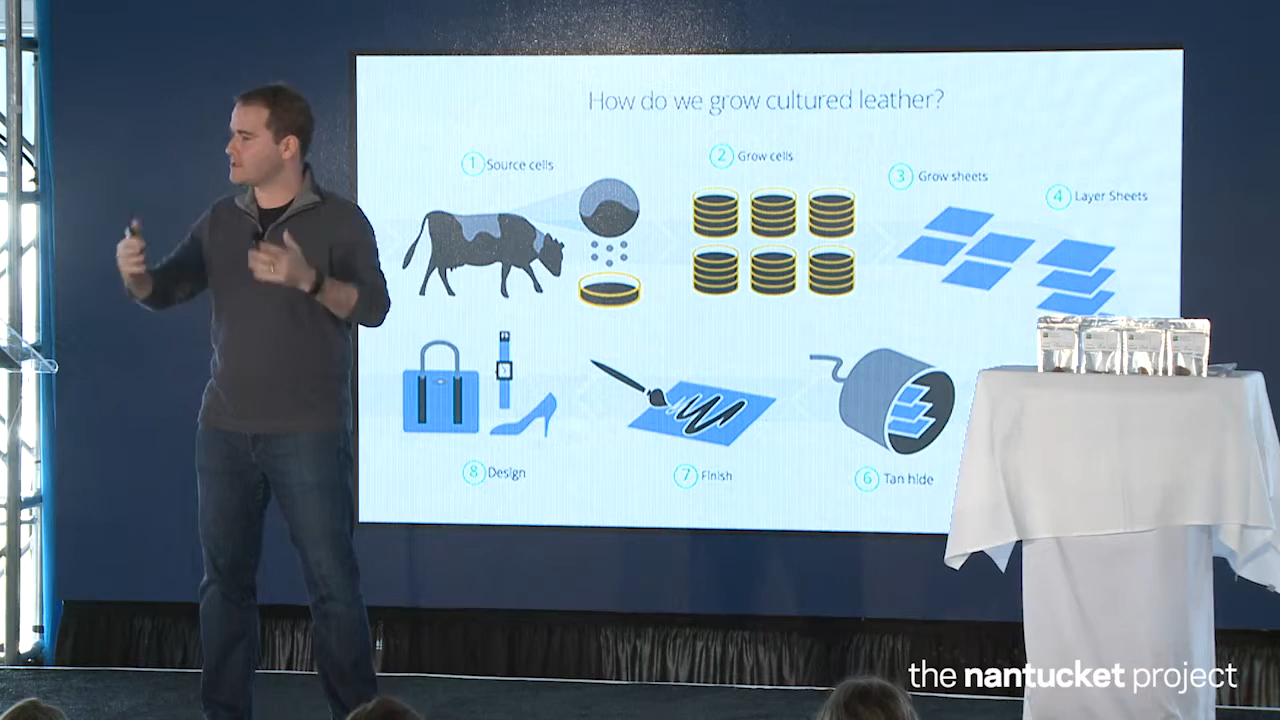 How do we grow cultured leather?
1 Source cells
2 Grow cells
3 Grow sheets
4 Layer Sheets
8 Design
7 Finish
6 Tan hide
the nantucket project